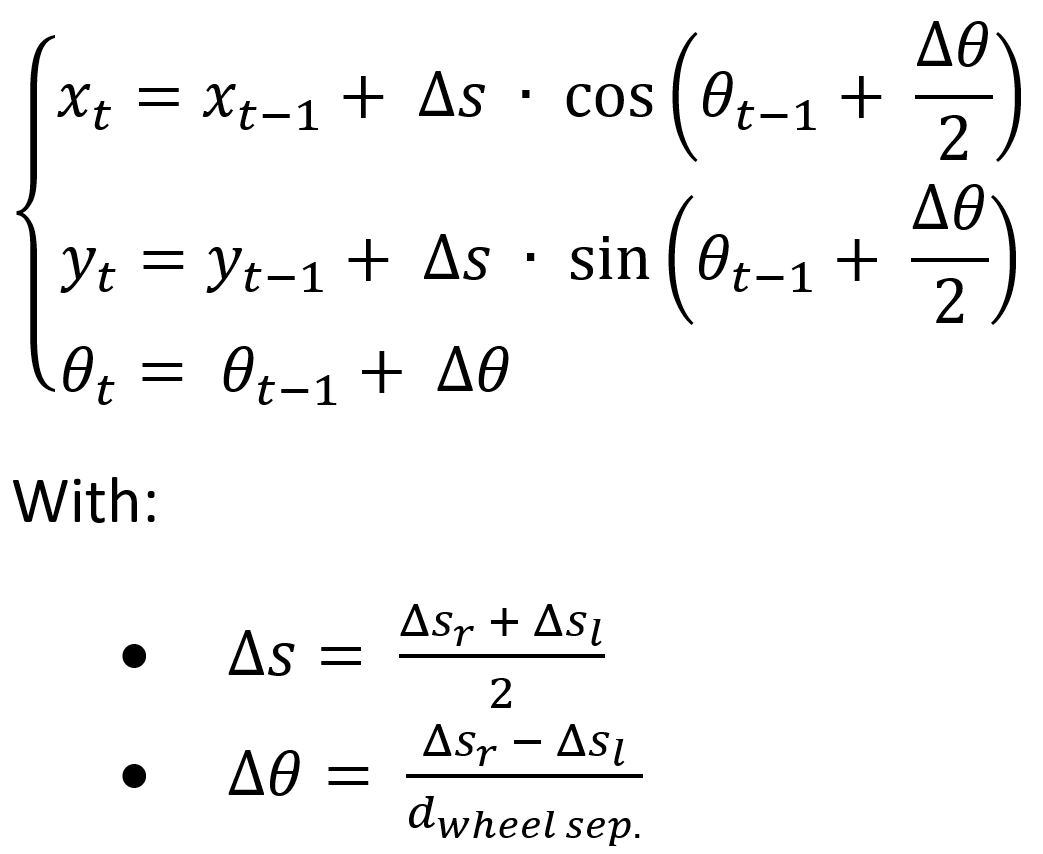 x_t = x_{t−1} + Δs · cos(θ_{t−1} + Δθ/2)
y_t = y_{t−1} + Δs · sin(θ_{t−1} + Δθ/2)
θ_t = θ_{t−1} + Δθ
With:
• Δs = (Δs_r + Δs_l)/2
• Δθ = (Δs_r − Δs_l)/d_{wheel sep.}